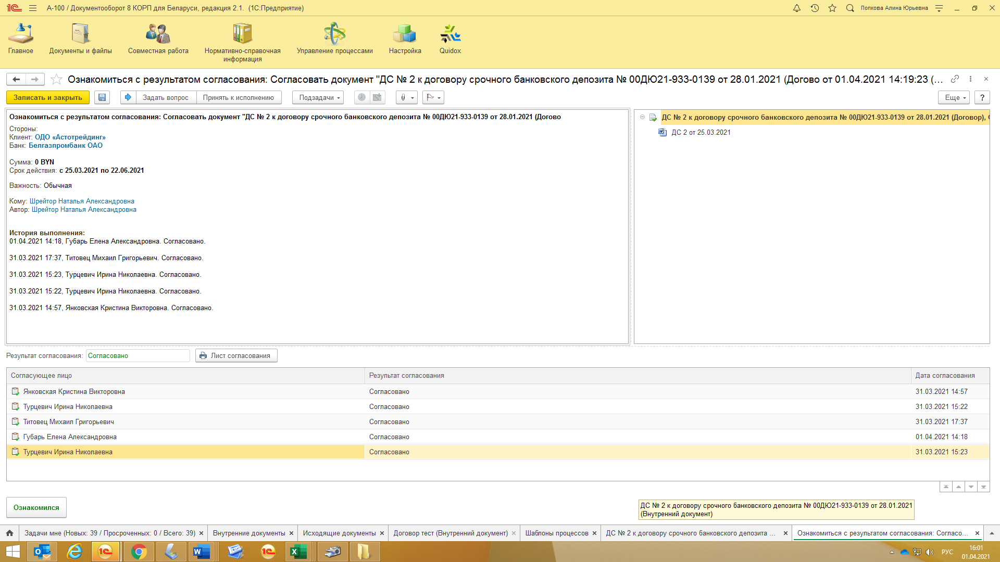 А-100 / Документооборот 8 КОРП для Беларуси, редакция 2.1. (1С:Предприятие)
Попкова Алина Юрьевна
Главное
Документы и файлы
Совместная работа
Нормативно-справочная
информация
Управление процессами
Настройка
Quidox
Ознакомиться с результатом согласования: Согласовать документ "ДС № 2 к договору срочного банковского депозита № 00ДЮ21-933-0139 от 28.01.2021 (Догово от 01.04.2021 14:19:23 (...
Записать и закрыть
Задать вопрос
Принять к исполнению
Подзадачи
Еще
?
Ознакомиться с результатом согласования: Согласовать документ "ДС № 2 к договору срочного банковского депозита № 00ДЮ21-933-0139 от 28.01.2021 (Догово
Стороны:
Клиент: ОДО «Астотрейдинг»
Банк: Белгазпромбанк ОАО
Сумма: 0 BYN
Срок действия: с 25.03.2021 по 22.06.2021
Важность: Обычная
Кому: Шрейтор Наталья Александровна
Автор: Шрейтор Наталья Александровна
История выполнения:
01.04.2021 14:18, Губарь Елена Александровна. Согласовано.
31.03.2021 17:37, Титовец Михаил Григорьевич. Согласовано.
31.03.2021 15:23, Турцевич Ирина Николаевна. Согласовано.
31.03.2021 15:22, Турцевич Ирина Николаевна. Согласовано.
31.03.2021 14:57, Янковская Кристина Викторовна. Согласовано.
ДС № 2 к договору срочного банковского депозита № 00ДЮ21-933-0139 от 28.01.2021 (Договор),
ДС 2 от 25.03.2021
Результат согласования: Согласовано
Лист согласования
Согласующее лицо
Результат согласования
Дата согласования
Янковская Кристина Викторовна
Согласовано
31.03.2021 14:57
Турцевич Ирина Николаевна
Согласовано
31.03.2021 15:22
Титовец Михаил Григорьевич
Согласовано
31.03.2021 17:37
Губарь Елена Александровна
Согласовано
01.04.2021 14:18
Турцевич Ирина Николаевна
Согласовано
31.03.2021 15:23
Ознакомился
ДС № 2 к договору срочного банковского депозита № 00ДЮ21-933-0139 от 28.01.2021
(Внутренний документ)
Задачи мне (Новых: 39 / Просроченных: 0 / Всего: 39)
Внутренние документы
Исходящие документы
Договор тест (Внутренний документ)
Шаблоны процессов
ДС № 2 к договору срочного банковского депозита ...
Ознакомиться с результатом согласования: Согласо...
РУС
16:01
01.04.2021